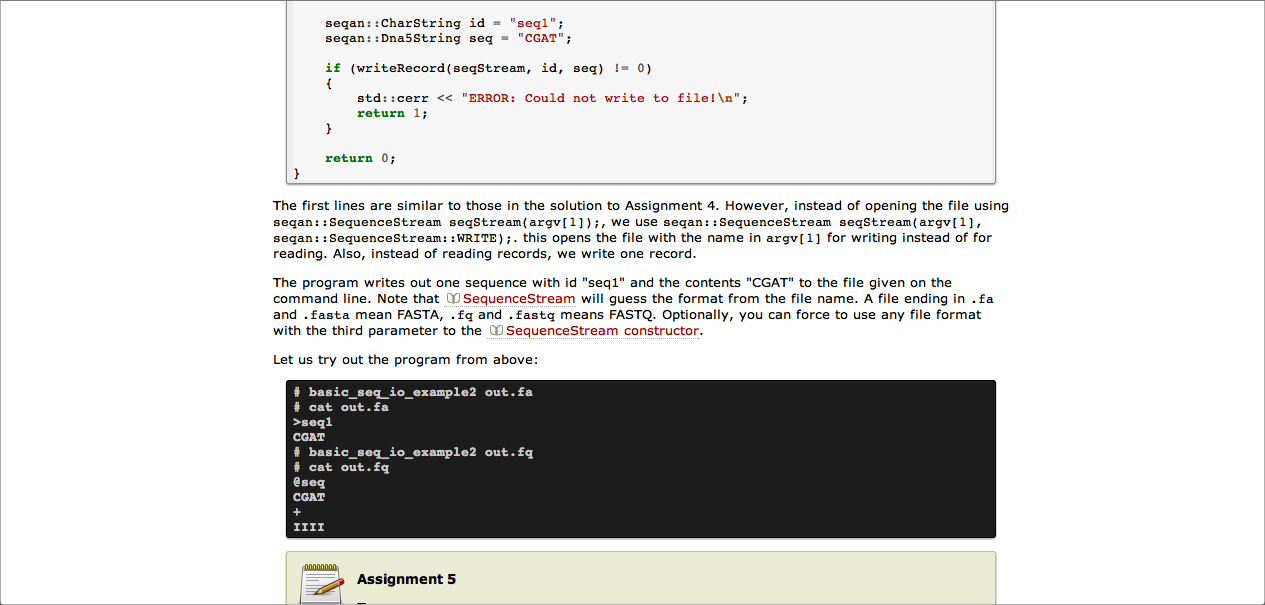 seqan::CharString id = "seq1";
seqan::Dna5String seq = "CGAT";
if (writeRecord(seqStream, id, seq) != 0)
{
std::cerr << "ERROR: Could not write to file!\n";
return 1;
}
return 0;
}
The first lines are similar to those in the solution to Assignment 4. However, instead of opening the file using
seqan::SequenceStream seqStream(argv[1]);, we use seqan::SequenceStream seqStream(argv[1],
seqan::SequenceStream::WRITE);. this opens the file with the name in argv[1] for writing instead of for
reading. Also, instead of reading records, we write one record.
The program writes out one sequence with id "seq1" and the contents "CGAT" to the file given on the
command line. Note that SequenceStream will guess the format from the file name. A file ending in .fa
and .fasta mean FASTA, .fq and .fastq means FASTQ. Optionally, you can force to use any file format
with the third parameter to the SequenceStream constructor.
Let us try out the program from above:
# basic_seq_io_example2 out.fa
# cat out.fa
>seq1
CGAT
# basic_seq_io_example2 out.fq
# cat out.fq
@seq
CGAT
+
IIII
Assignment 5